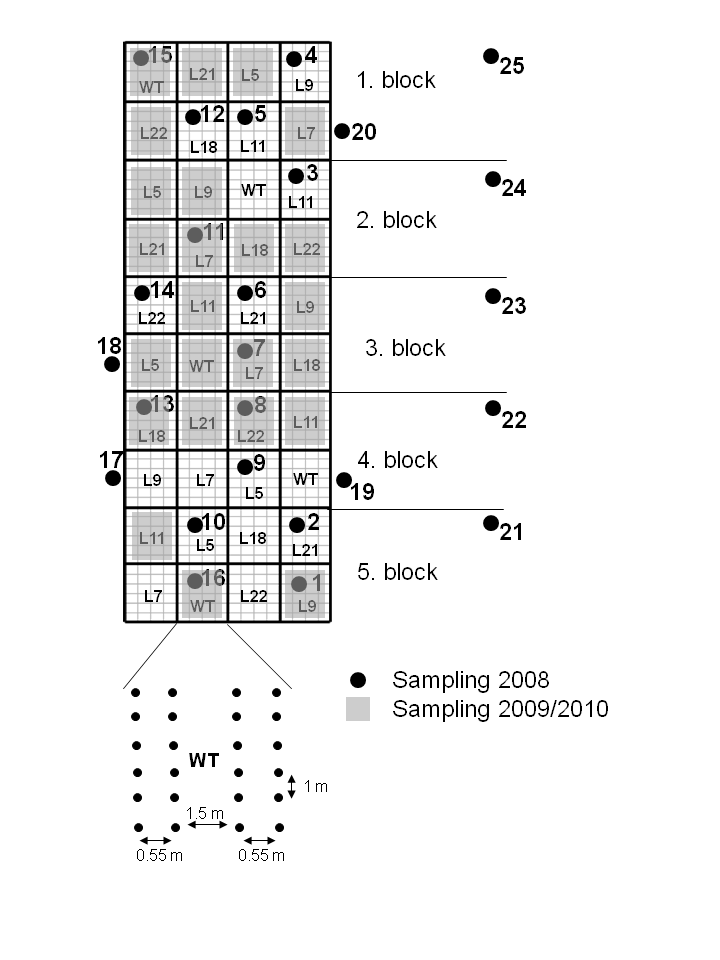 15 4 25
WT L21 L5 L9
1. block
12 5 20
L22 L18 L11 L7
3 24
L5 L9 WT L11
2. block
11
L21 L7 L18 L22
14 6 23
L22 L11 L21 L9
18 7
L5 WT L7 L18
3. block
13 8 22
L18 L21 L22 L11
17 9 19
L9 L7 L5 WT
4. block
10 2 21
L11 L5 L18 L21
16 1
L7 WT L22 L9
5. block
Sampling 2008
Sampling 2009/2010
WT
1 m
1.5 m
0.55 m 0.55 m